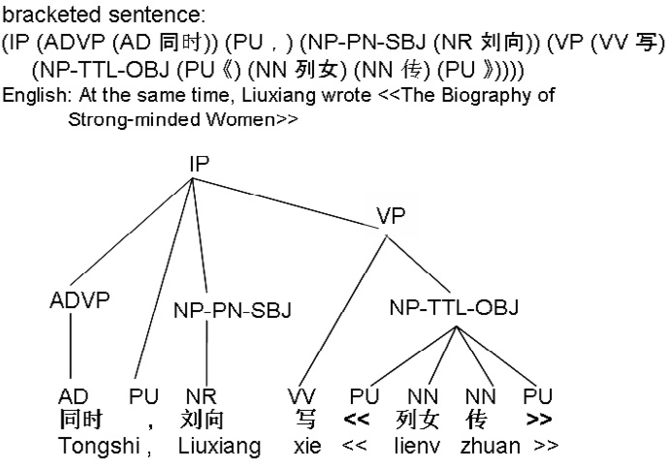 bracketed sentence:
(IP (ADVP (AD 同时)) (PU ，) (NP-PN-SBJ (NR 刘向)) (VP (VV 写)
(NP-TTL-OBJ (PU《) (NN 列女) (NN 传) (PU 》)))))
English: At the same time, Liuxiang wrote <<The Biography of
Strong-minded Women>>
IP
VP
ADVP NP-PN-SBJ NP-TTL-OBJ
AD PU NR VV PU NN NN PU
同时 ， 刘向 写 << 列女 传 >>
Tongshi , Liuxiang xie << lienv zhuan >>